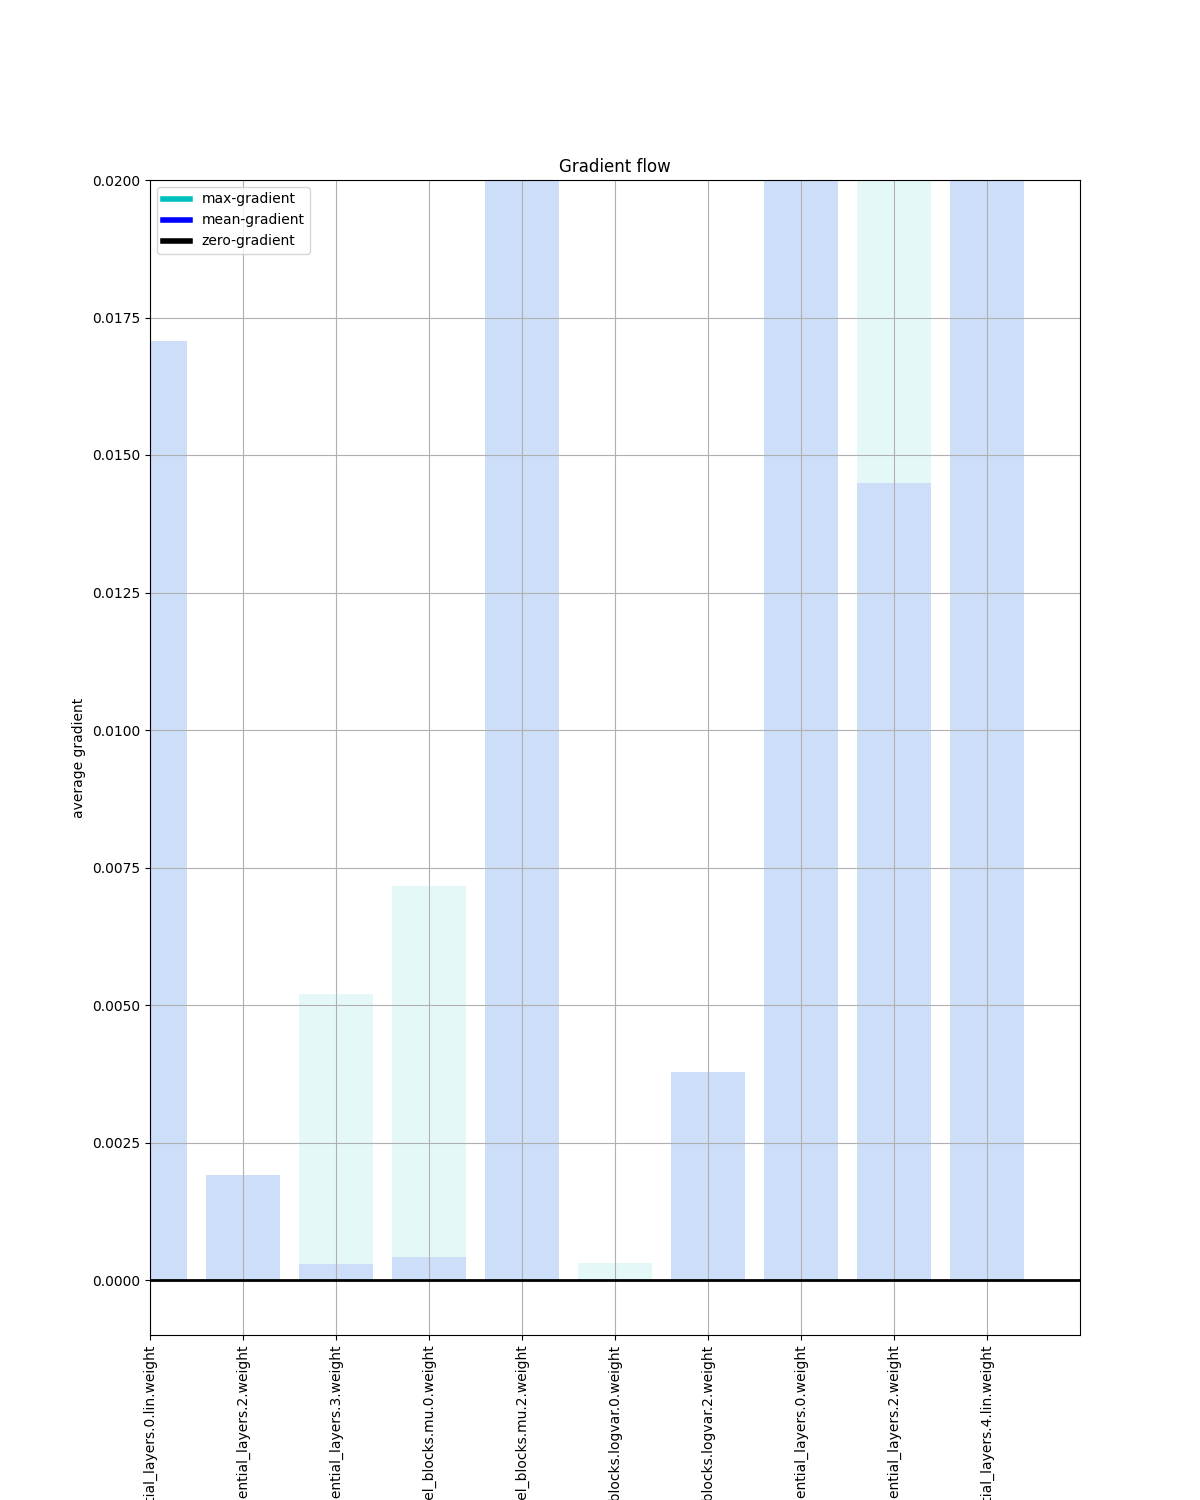 Gradient flow
max-gradient
mean-gradient
zero-gradient
0.0200
0.0175
0.0150
0.0125
0.0100
0.0075
0.0050
0.0025
0.0000
average gradient
tial_layers.0.lin.weight
ential_layers.2.weight
ential_layers.3.weight
el_blocks.mu.0.weight
el_blocks.mu.2.weight
blocks.logvar.0.weight
blocks.logvar.2.weight
ential_layers.0.weight
ential_layers.2.weight
tial_layers.4.lin.weight